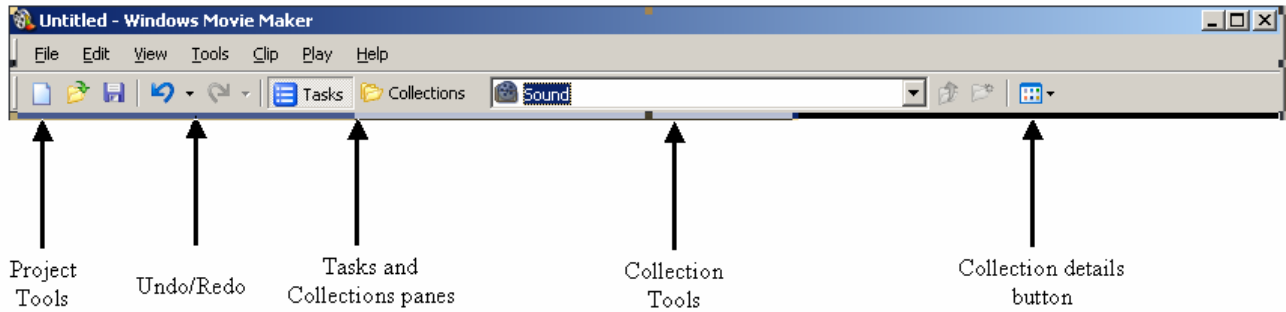 Untitled - Windows Movie Maker
File Edit View Tools Clip Play Help
Tasks Collections Sound
Project Tools
Undo/Redo
Tasks and Collections panes
Collection Tools
Collection details button